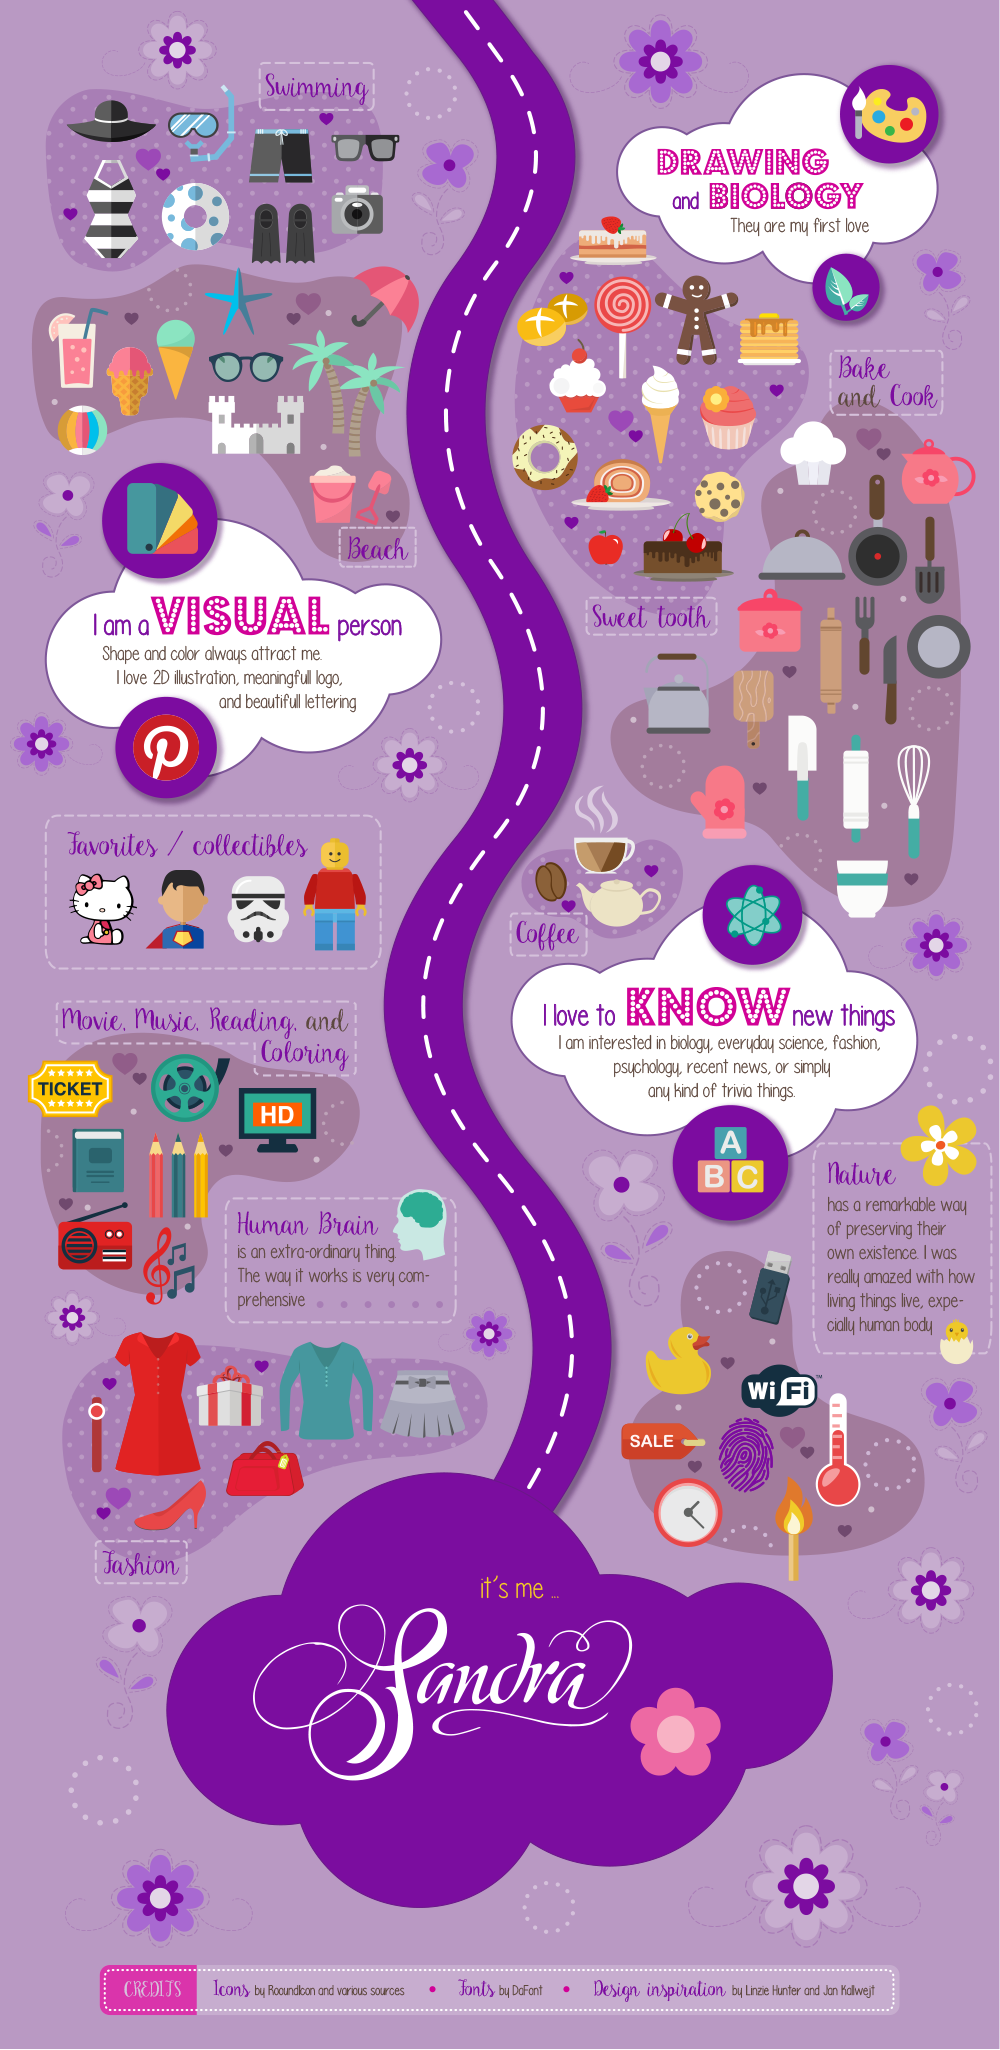 Swimming
DRAWING
and BIOLOGY
They are my first love
Bake
and Cook
Beach
Sweet tooth
I am a VISUAL person
Shape and color always attract me.
I love 2D illustration, meaningfull logo,
and beautifull lettering
Favorites / collectibles
Coffee
I love to KNOW new things
I am interested in biology, everyday science, fashion,
psychology, recent news, or simply
any kind of trivia things.
Movie, Music, Reading, and
Coloring
TICKET
HD
A
B C
Nature
has a remarkable way
of preserving their
own existence. I was
really amazed with how
living things live, expe-
cially human body
Human Brain
is an extra-ordinary thing.
The way it works is very com-
prehensive
Wi Fi™
SALE
Fashion
it's me ...
Sandra
CREDITS
Icons by RooundIcon and various sources • Fonts by DaFont • Design inspiration by Linzie Hunter and Jan Kallwejt